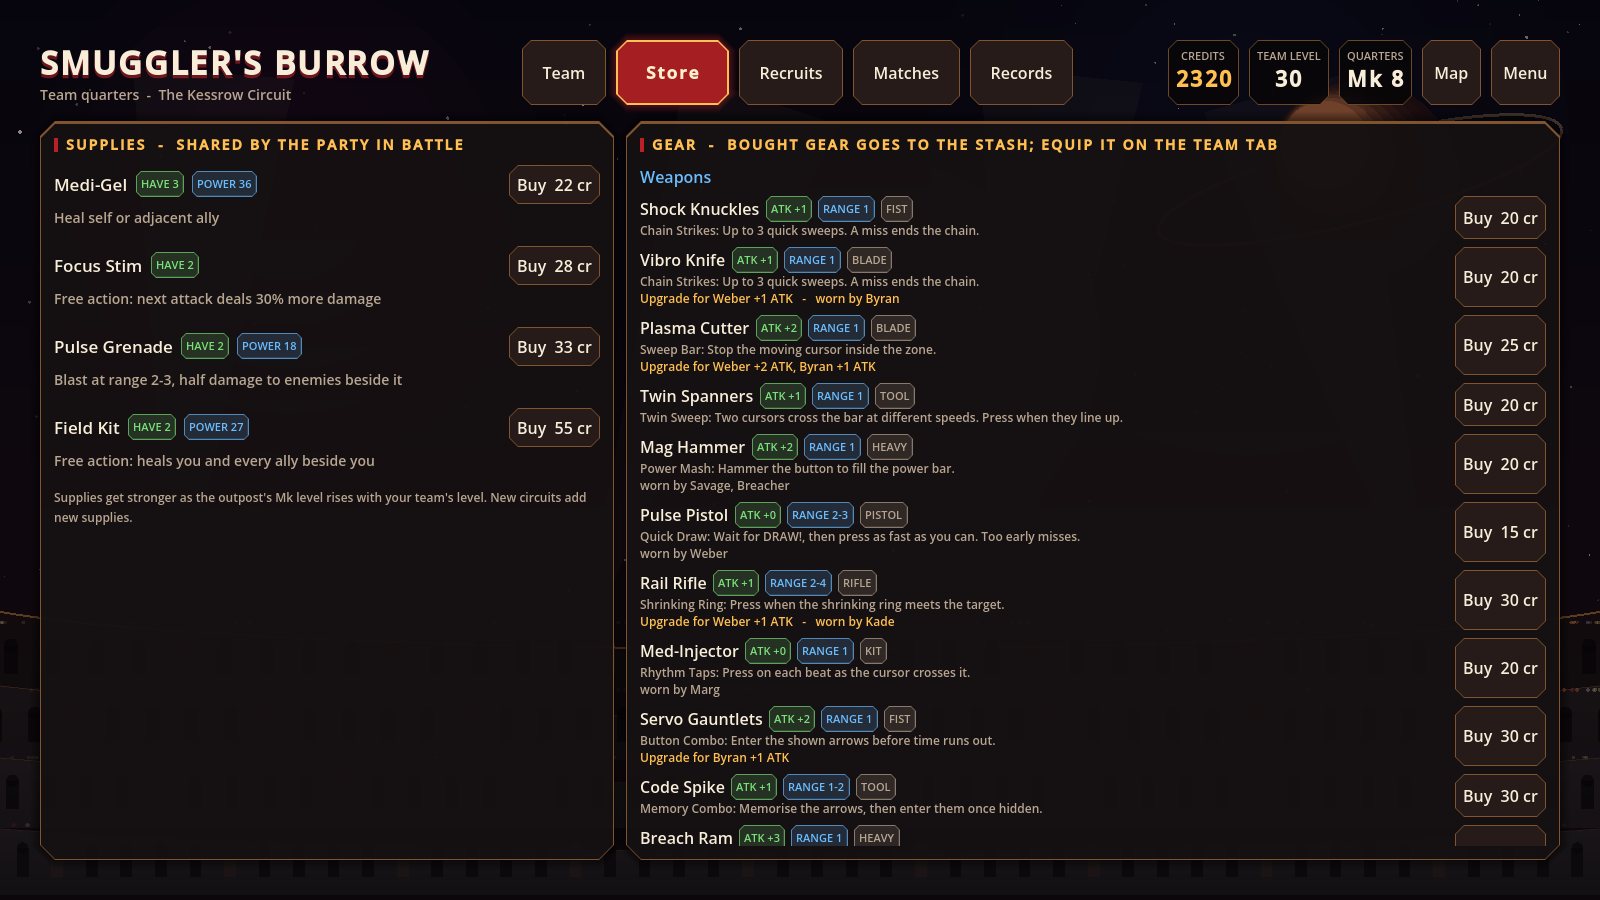 SMUGGLER'S BURROW
Team quarters - The Kessrow Circuit
Team
Store
Recruits
Matches
Records
CREDITS
2320
TEAM LEVEL
30
QUARTERS
Mk 8
Map
Menu
SUPPLIES - SHARED BY THE PARTY IN BATTLE
Medi-Gel HAVE 3 POWER 36 Buy 22 cr
Heal self or adjacent ally
Focus Stim HAVE 2 Buy 28 cr
Free action: next attack deals 30% more damage
Pulse Grenade HAVE 2 POWER 18 Buy 33 cr
Blast at range 2-3, half damage to enemies beside it
Field Kit HAVE 2 POWER 27 Buy 55 cr
Free action: heals you and every ally beside you
Supplies get stronger as the outpost's Mk level rises with your team's level. New circuits add
new supplies.
GEAR - BOUGHT GEAR GOES TO THE STASH; EQUIP IT ON THE TEAM TAB
Weapons
Shock Knuckles ATK +1 RANGE 1 FIST Buy 20 cr
Chain Strikes: Up to 3 quick sweeps. A miss ends the chain.
Vibro Knife ATK +1 RANGE 1 BLADE Buy 20 cr
Chain Strikes: Up to 3 quick sweeps. A miss ends the chain.
Upgrade for Weber +1 ATK - worn by Byran
Plasma Cutter ATK +2 RANGE 1 BLADE Buy 25 cr
Sweep Bar: Stop the moving cursor inside the zone.
Upgrade for Weber +2 ATK, Byran +1 ATK
Twin Spanners ATK +1 RANGE 1 TOOL Buy 20 cr
Twin Sweep: Two cursors cross the bar at different speeds. Press when they line up.
Mag Hammer ATK +2 RANGE 1 HEAVY Buy 20 cr
Power Mash: Hammer the button to fill the power bar.
worn by Savage, Breacher
Pulse Pistol ATK +0 RANGE 2-3 PISTOL Buy 15 cr
Quick Draw: Wait for DRAW!, then press as fast as you can. Too early misses.
worn by Weber
Rail Rifle ATK +1 RANGE 2-4 RIFLE Buy 30 cr
Shrinking Ring: Press when the shrinking ring meets the target.
Upgrade for Weber +1 ATK - worn by Kade
Med-Injector ATK +0 RANGE 1 KIT Buy 20 cr
Rhythm Taps: Press on each beat as the cursor crosses it.
worn by Marg
Servo Gauntlets ATK +2 RANGE 1 FIST Buy 30 cr
Button Combo: Enter the shown arrows before time runs out.
Upgrade for Byran +1 ATK
Code Spike ATK +1 RANGE 1-2 TOOL Buy 30 cr
Memory Combo: Memorise the arrows, then enter them once hidden.
Breach Ram ATK +3 RANGE 1 HEAVY